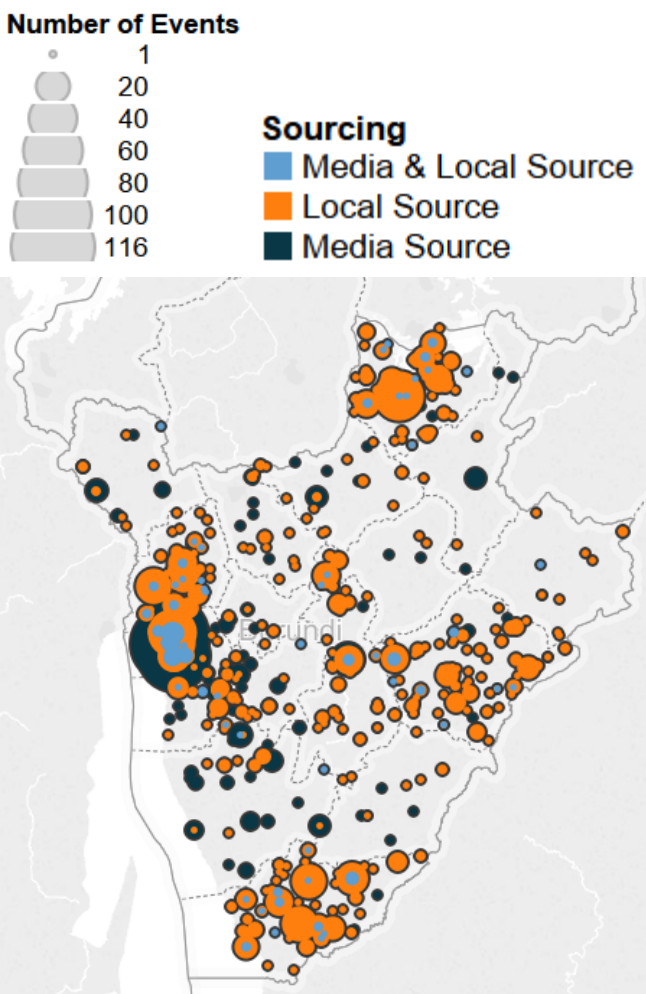 Number of Events
1
20
40
60
80
100
116
Sourcing
Media & Local Source
Local Source
Media Source
Burundi